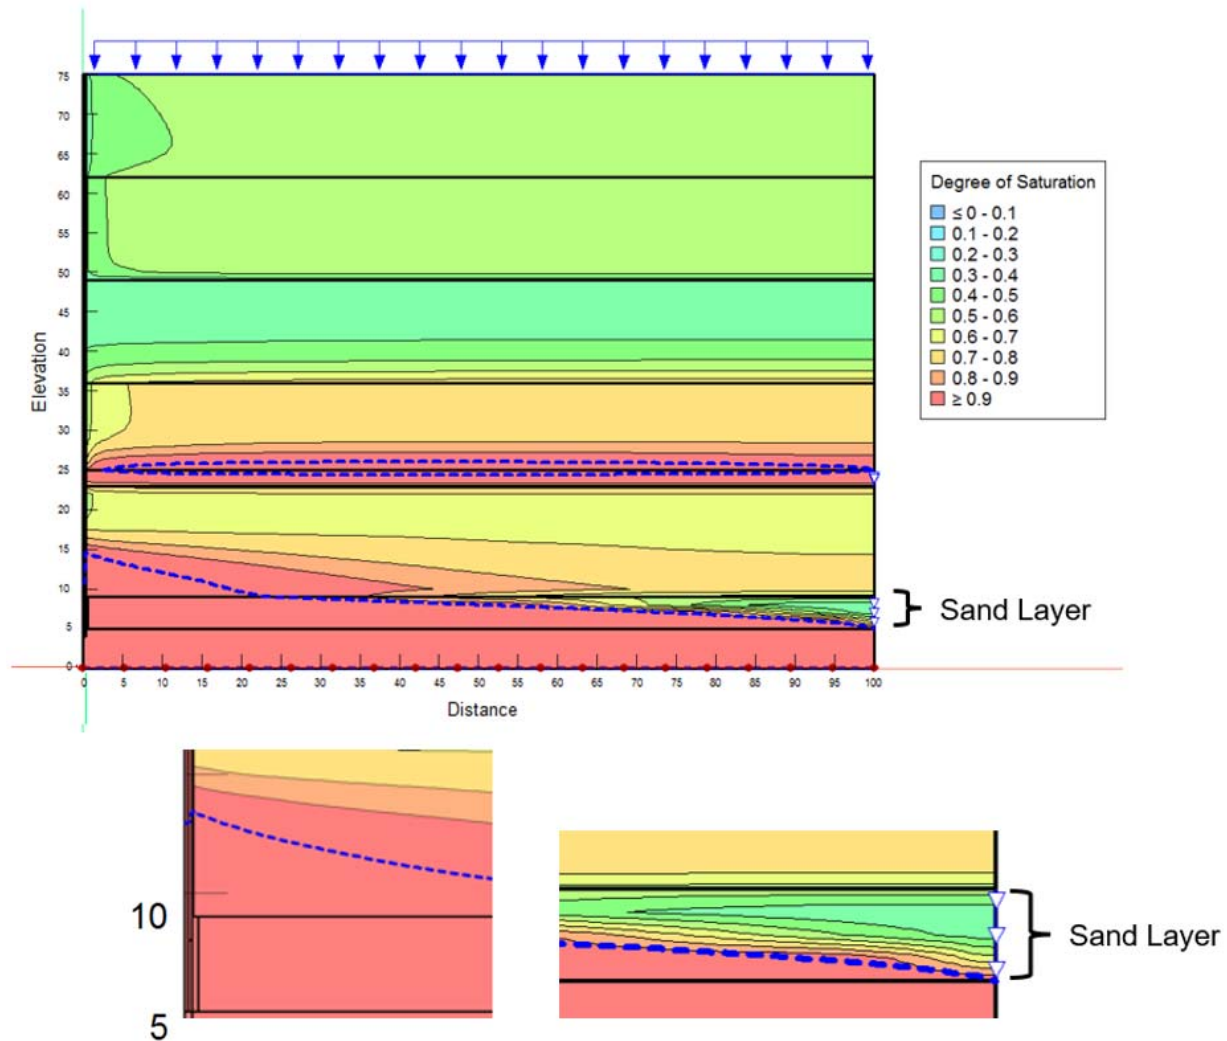 75
70
65
60
55
50
45
40
35
30
25
20
15
10
5
0
Elevation
0 5 10 15 20 25 30 35 40 45 50 55 60 65 70 75 80 85 90 95 100
Distance
Degree of Saturation
≤ 0 - 0.1
0.1 - 0.2
0.2 - 0.3
0.3 - 0.4
0.4 - 0.5
0.5 - 0.6
0.6 - 0.7
0.7 - 0.8
0.8 - 0.9
≥ 0.9
Sand Layer
10
5
Sand Layer